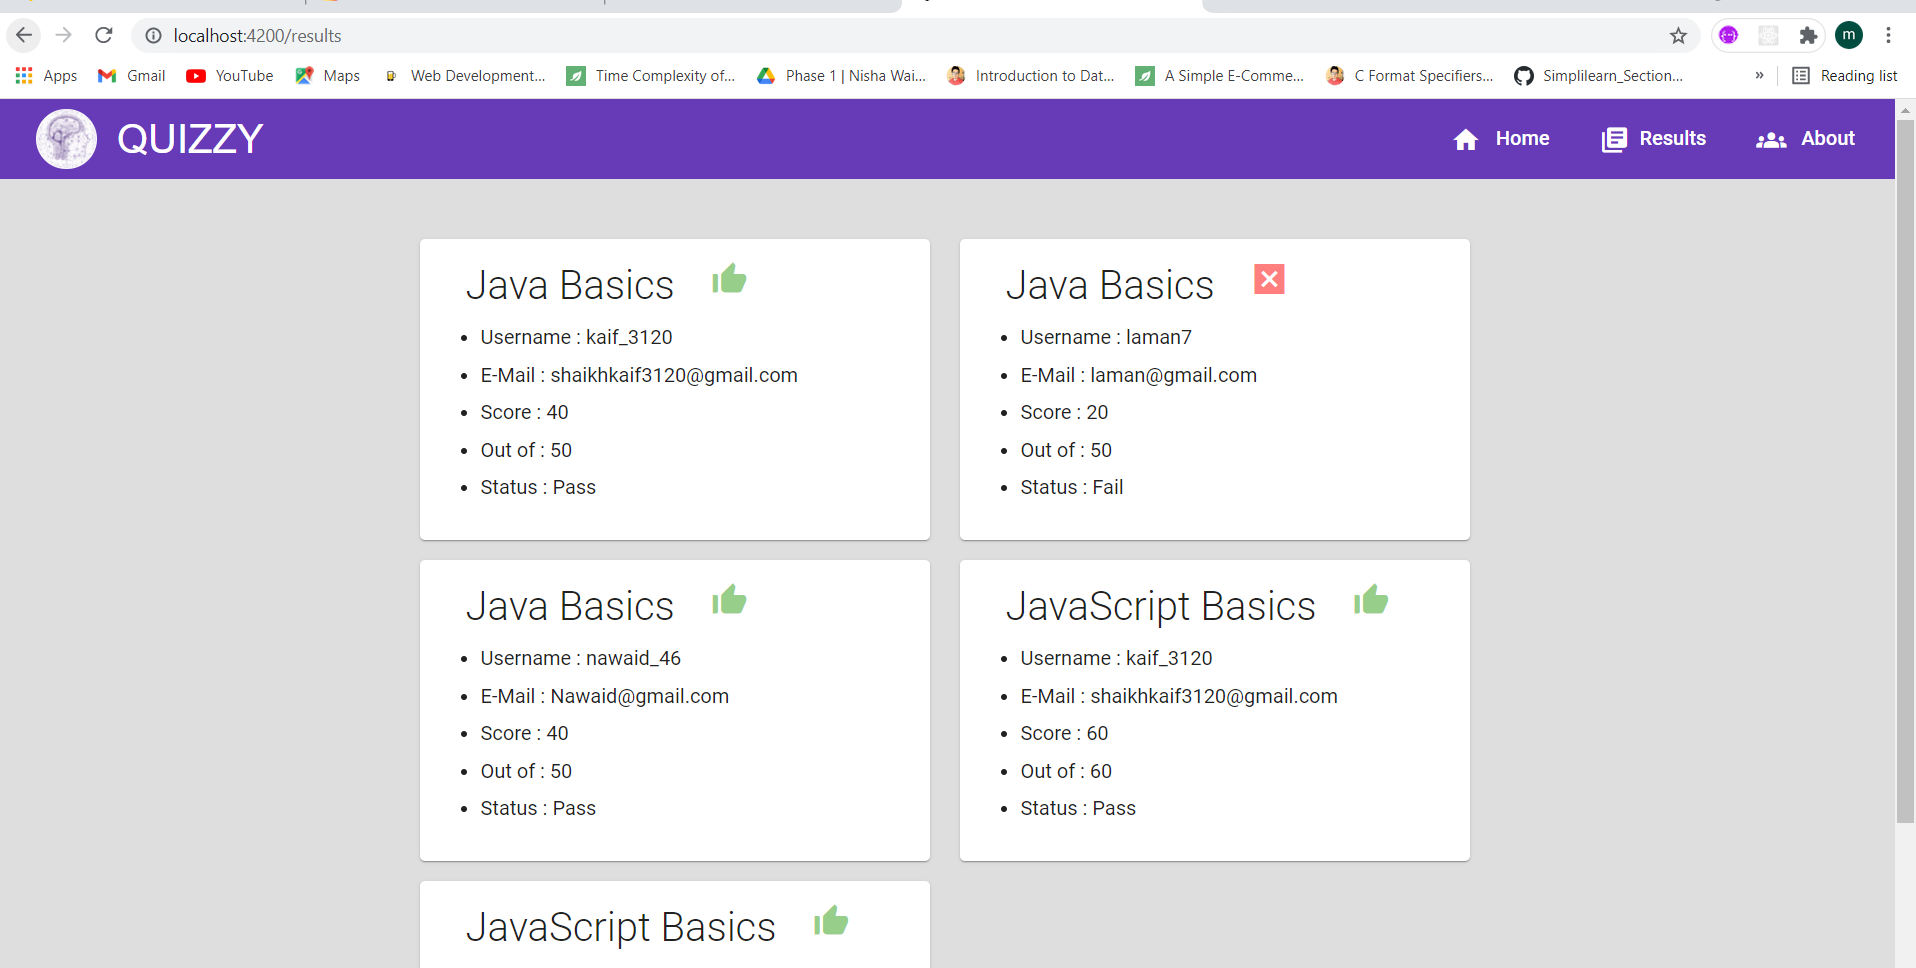 localhost:4200/results
m
Apps Gmail YouTube Maps Web Development... Time Complexity of... Phase 1 | Nisha Wai... Introduction to Dat... A Simple E-Comme... C Format Specifiers... Simplilearn_Section... » Reading list
QUIZZY Home Results About
Java Basics
Username : kaif_3120
E-Mail : shaikhkaif3120@gmail.com
Score : 40
Out of : 50
Status : Pass
Java Basics
Username : laman7
E-Mail : laman@gmail.com
Score : 20
Out of : 50
Status : Fail
Java Basics
Username : nawaid_46
E-Mail : Nawaid@gmail.com
Score : 40
Out of : 50
Status : Pass
JavaScript Basics
Username : kaif_3120
E-Mail : shaikhkaif3120@gmail.com
Score : 60
Out of : 60
Status : Pass
JavaScript Basics